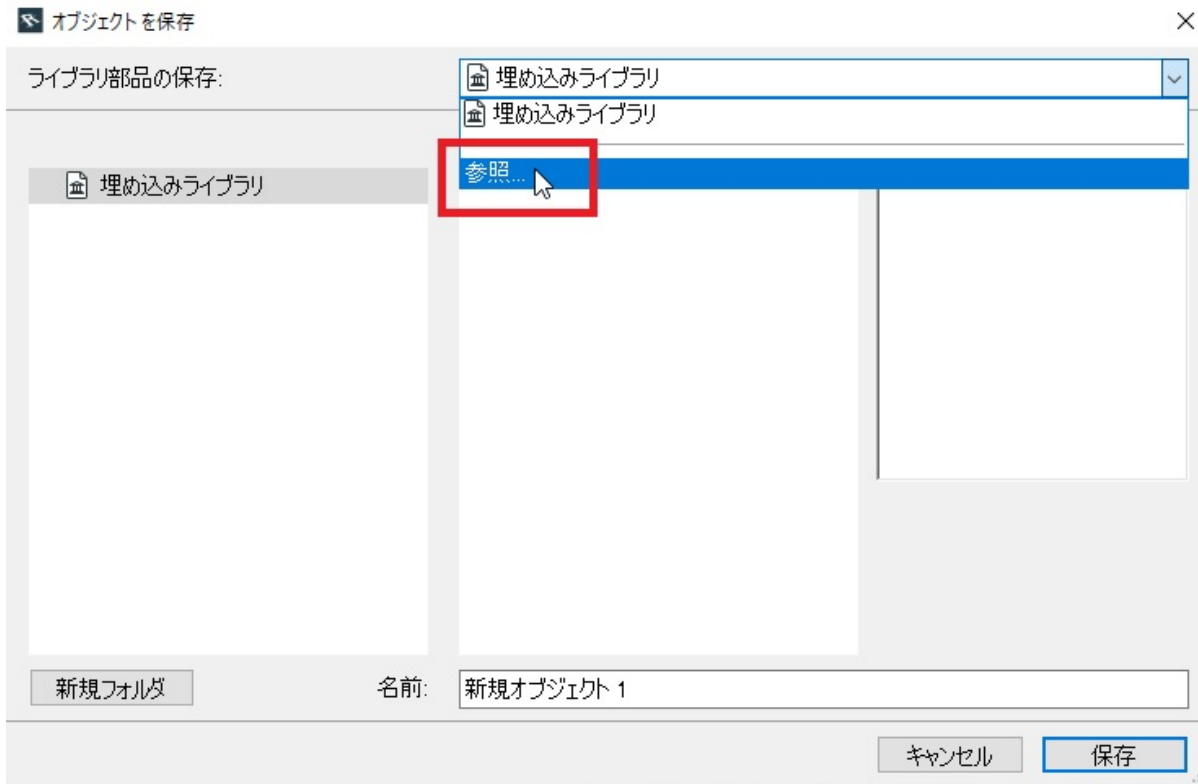 オブジェクトを保存
ライブラリ部品の保存:
埋め込みライブラリ
埋め込みライブラリ
参照...
埋め込みライブラリ
新規フォルダ
名前:
新規オブジェクト 1
キャンセル
保存